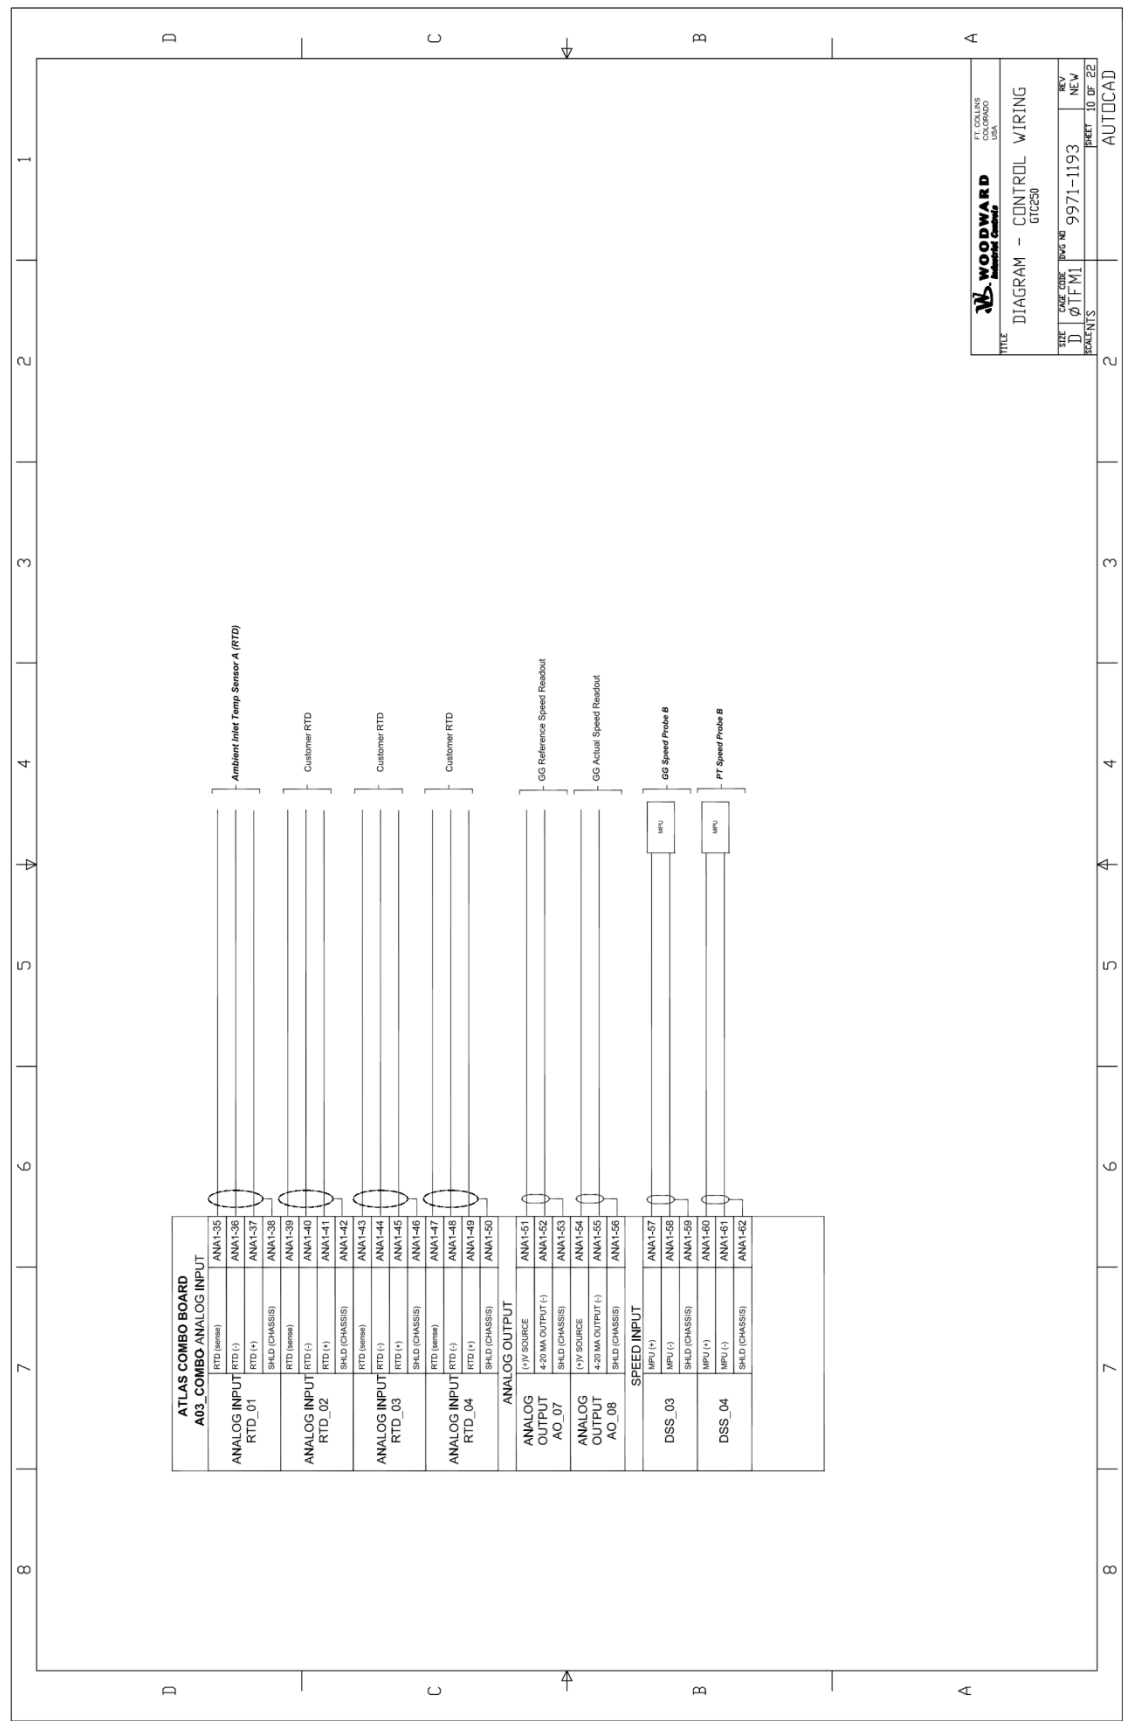 ATLAS COMBO BOARD
A03_COMBO- ANALOG INPUT
ANALOG INPUT
RTD_01
RTD (sense) ANA1-35
RTD (-) ANA1-36
RTD (+) ANA1-37
SHLD (CHASSIS) ANA1-38
Ambient Inlet Temp Sensor A (RTD)
ANALOG INPUT
RTD_02
RTD (sense) ANA1-39
RTD (-) ANA1-40
RTD (+) ANA1-41
SHLD (CHASSIS) ANA1-42
Customer RTD
ANALOG INPUT
RTD_03
RTD (sense) ANA1-43
RTD (-) ANA1-44
RTD (+) ANA1-45
SHLD (CHASSIS) ANA1-46
Customer RTD
ANALOG INPUT
RTD_04
RTD (sense) ANA1-47
RTD (-) ANA1-48
RTD (+) ANA1-49
SHLD (CHASSIS) ANA1-50
Customer RTD
ANALOG OUTPUT
ANALOG
OUTPUT
AO_07
(+)V SOURCE ANA1-51
4-20 MA OUTPUT (-) ANA1-52
SHLD (CHASSIS) ANA1-53
GG Reference Speed Readout
ANALOG
OUTPUT
AO_08
(+)V SOURCE ANA1-54
4-20 MA OUTPUT (-) ANA1-55
SHLD (CHASSIS) ANA1-56
GG Actual Speed Readout
SPEED INPUT
DSS_03
MPU (+) ANA1-57
MPU (-) ANA1-58
SHLD (CHASSIS) ANA1-59
MPU
GG Speed Probe B
DSS_04
MPU (+) ANA1-60
MPU (-) ANA1-61
SHLD (CHASSIS) ANA1-62
MPU
PT Speed Probe B
8 7 6 5 4 3 2 1
D
C
B
A
D
C
B
A
8 7 6 5 4 3 2 1
WOODWARD
Industrial Controls
FT. COLLINS
COLORADO
USA
TITLE
DIAGRAM - CONTROL WIRING
GTC250
SIZE
D
CAGE CODE
ØTFM1
DWG NO
9971-1193
REV
NEW
SCALE NTS
SHEET 10 OF 22
AUTOCAD